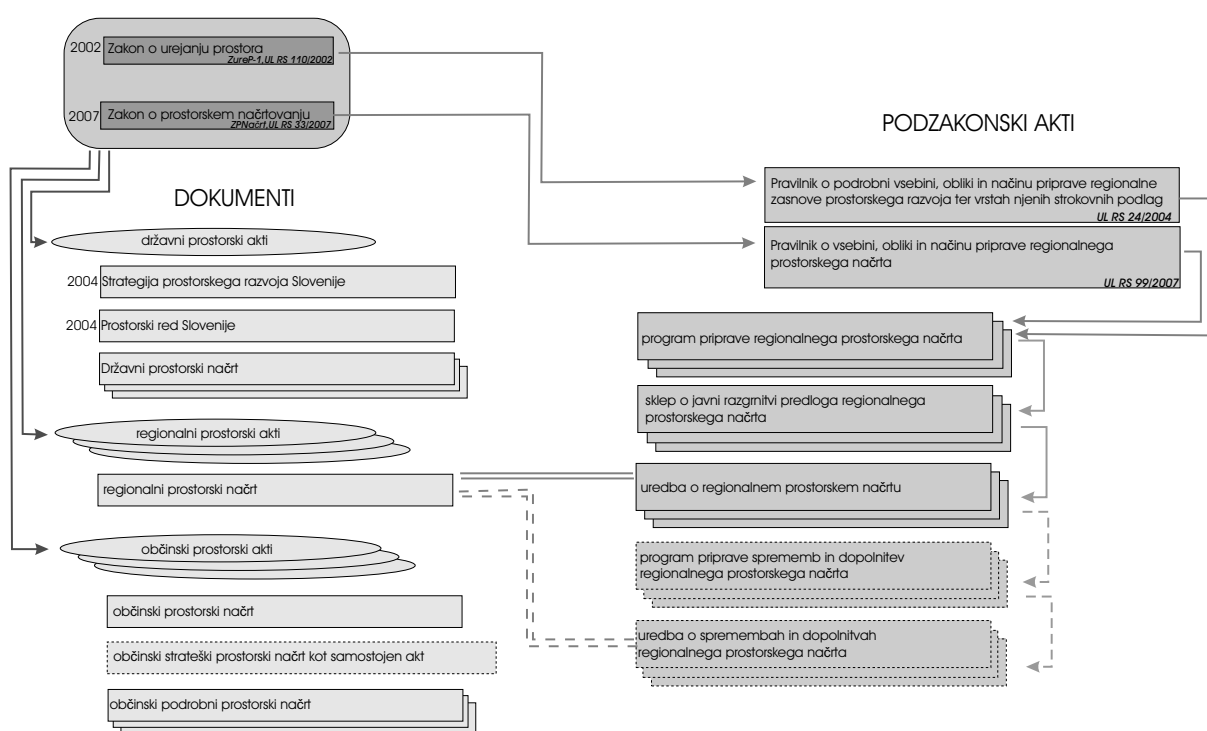 2002 Zakon o urejanju prostora
ZureP-1,UL RS 110/2002
2007 Zakon o prostorskem načrtovanju
ZPNačrt,UL RS 33/2007
DOKUMENTI
državni prostorski akti
2004 Strategija prostorskega razvoja Slovenije
2004 Prostorski red Slovenije
Državni prostorski načrt
regionalni prostorski akti
regionalni prostorski načrt
občinski prostorski akti
občinski prostorski načrt
občinski strateški prostorski načrt kot samostojen akt
občinski podrobni prostorski načrt
PODZAKONSKI AKTI
Pravilnik o podrobni vsebini, obliki in načinu priprave regionalne
zasnove prostorskega razvoja ter vrstah njenih strokovnih podlag
UL RS 24/2004
Pravilnik o vsebini, obliki in načinu priprave regionalnega
prostorskega načrta
UL RS 99/2007
program priprave regionalnega prostorskega načrta
sklep o javni razgrnitvi predloga regionalnega
prostorskega načrta
uredba o regionalnem prostorskem načrtu
program priprave sprememb in dopolnitev
regionalnega prostorskega načrta
uredba o spremembah in dopolnitvah
regionalnega prostorskega načrta